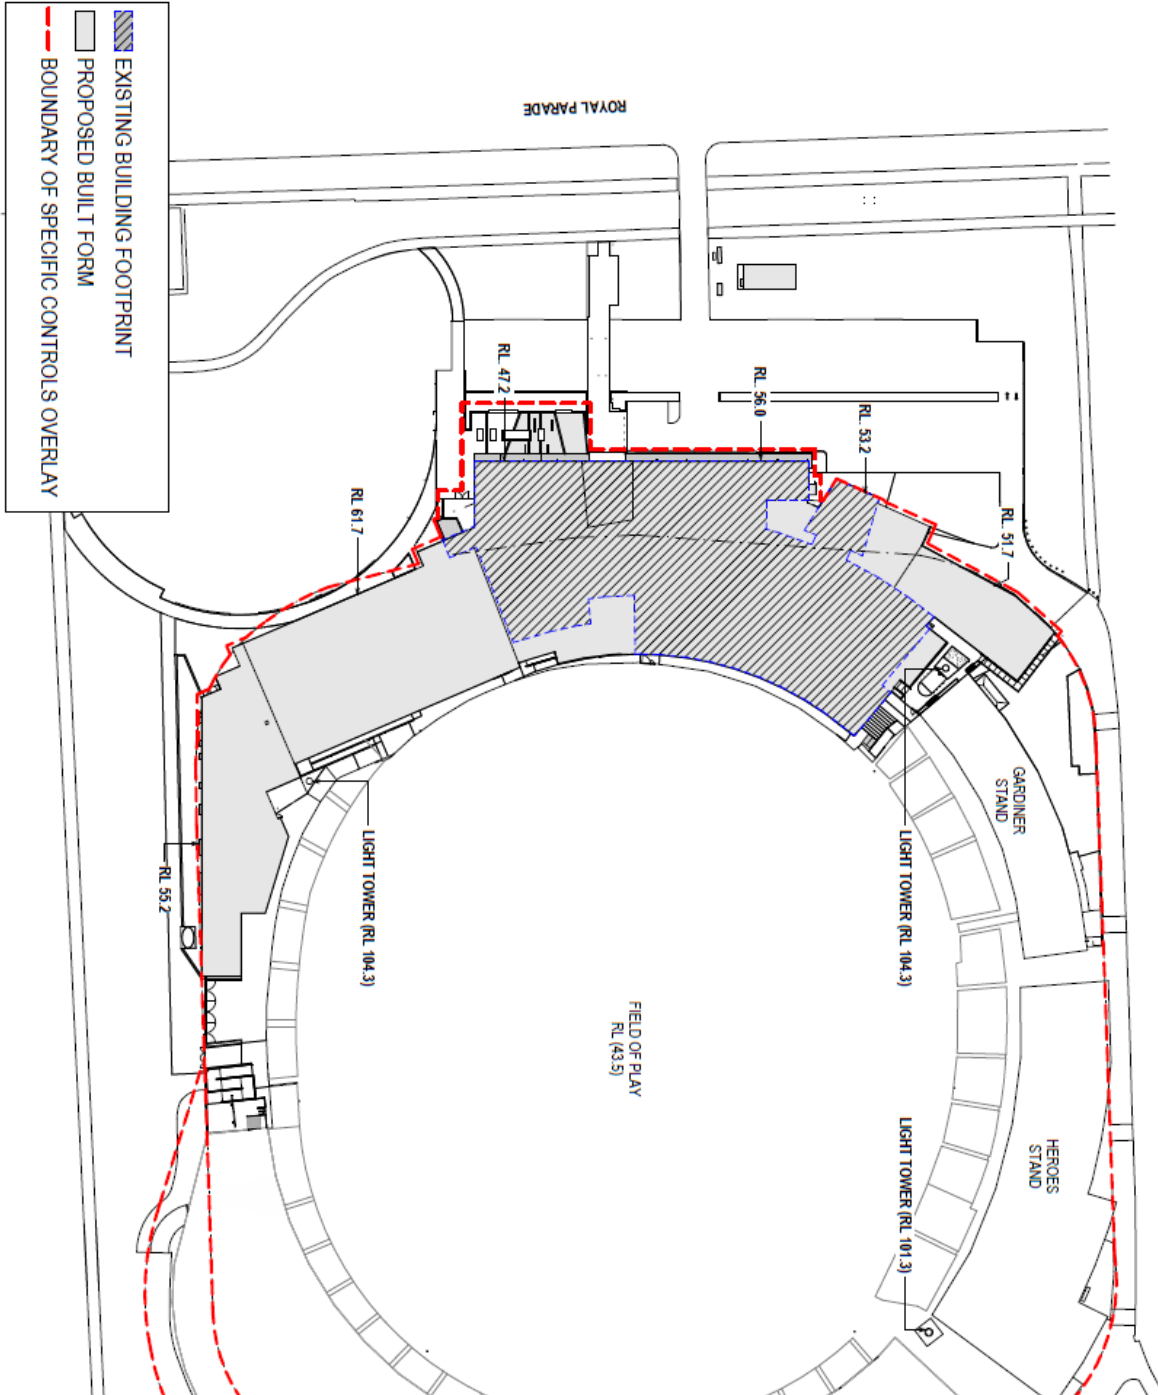 EXISTING BUILDING FOOTPRINT
PROPOSED BUILT FORM
BOUNDARY OF SPECIFIC CONTROLS OVERLAY
ROYAL PARADE
RL. 47.2
RL. 56.0
RL. 53.2
RL. 51.7
RL 61.7
RL 55.2
LIGHT TOWER (RL 104.3)
LIGHT TOWER (RL 104.3)
GARDINER
STAND
FIELD OF PLAY
RL (43.5)
HEROES
STAND
LIGHT TOWER (RL 101.3)